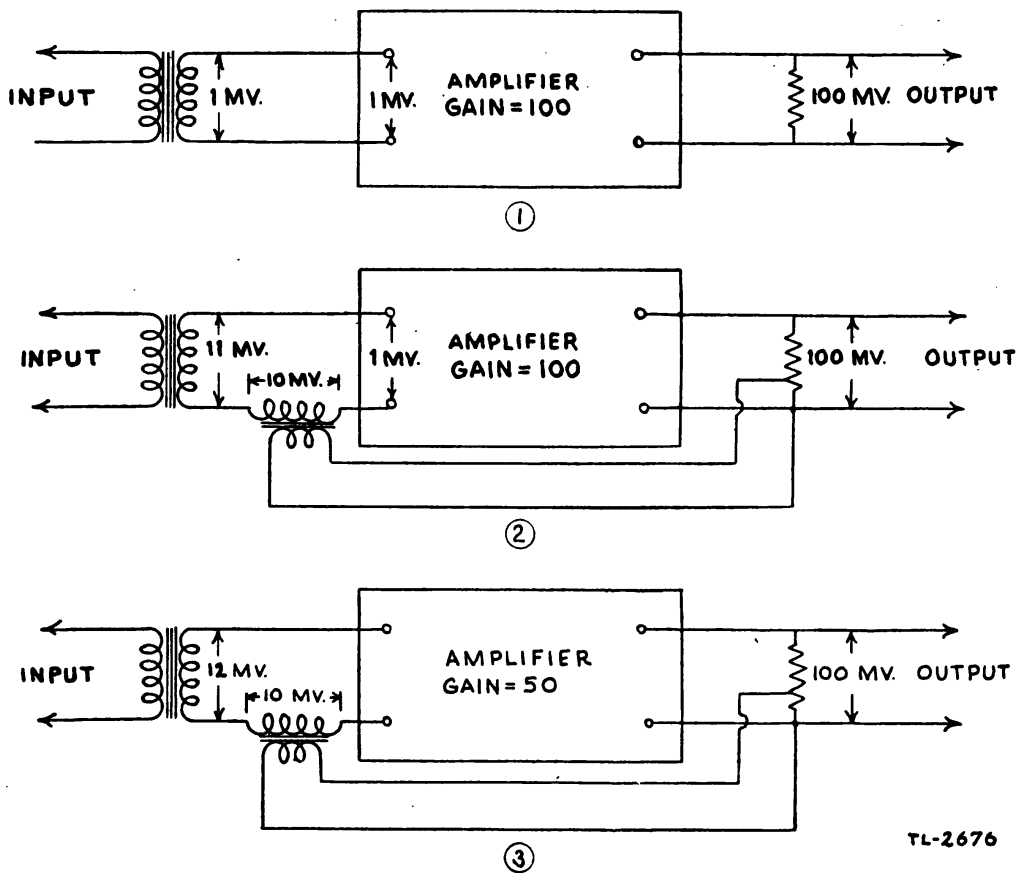 INPUT
1 MV.
1 MV.
AMPLIFIER
GAIN=100
100 MV. OUTPUT
1
INPUT
11 MV.
10 MV.
1 MV.
AMPLIFIER
GAIN=100
100 MV. OUTPUT
2
INPUT
12 MV.
10 MV.
AMPLIFIER
GAIN=50
100 MV. OUTPUT
3
TL-2676